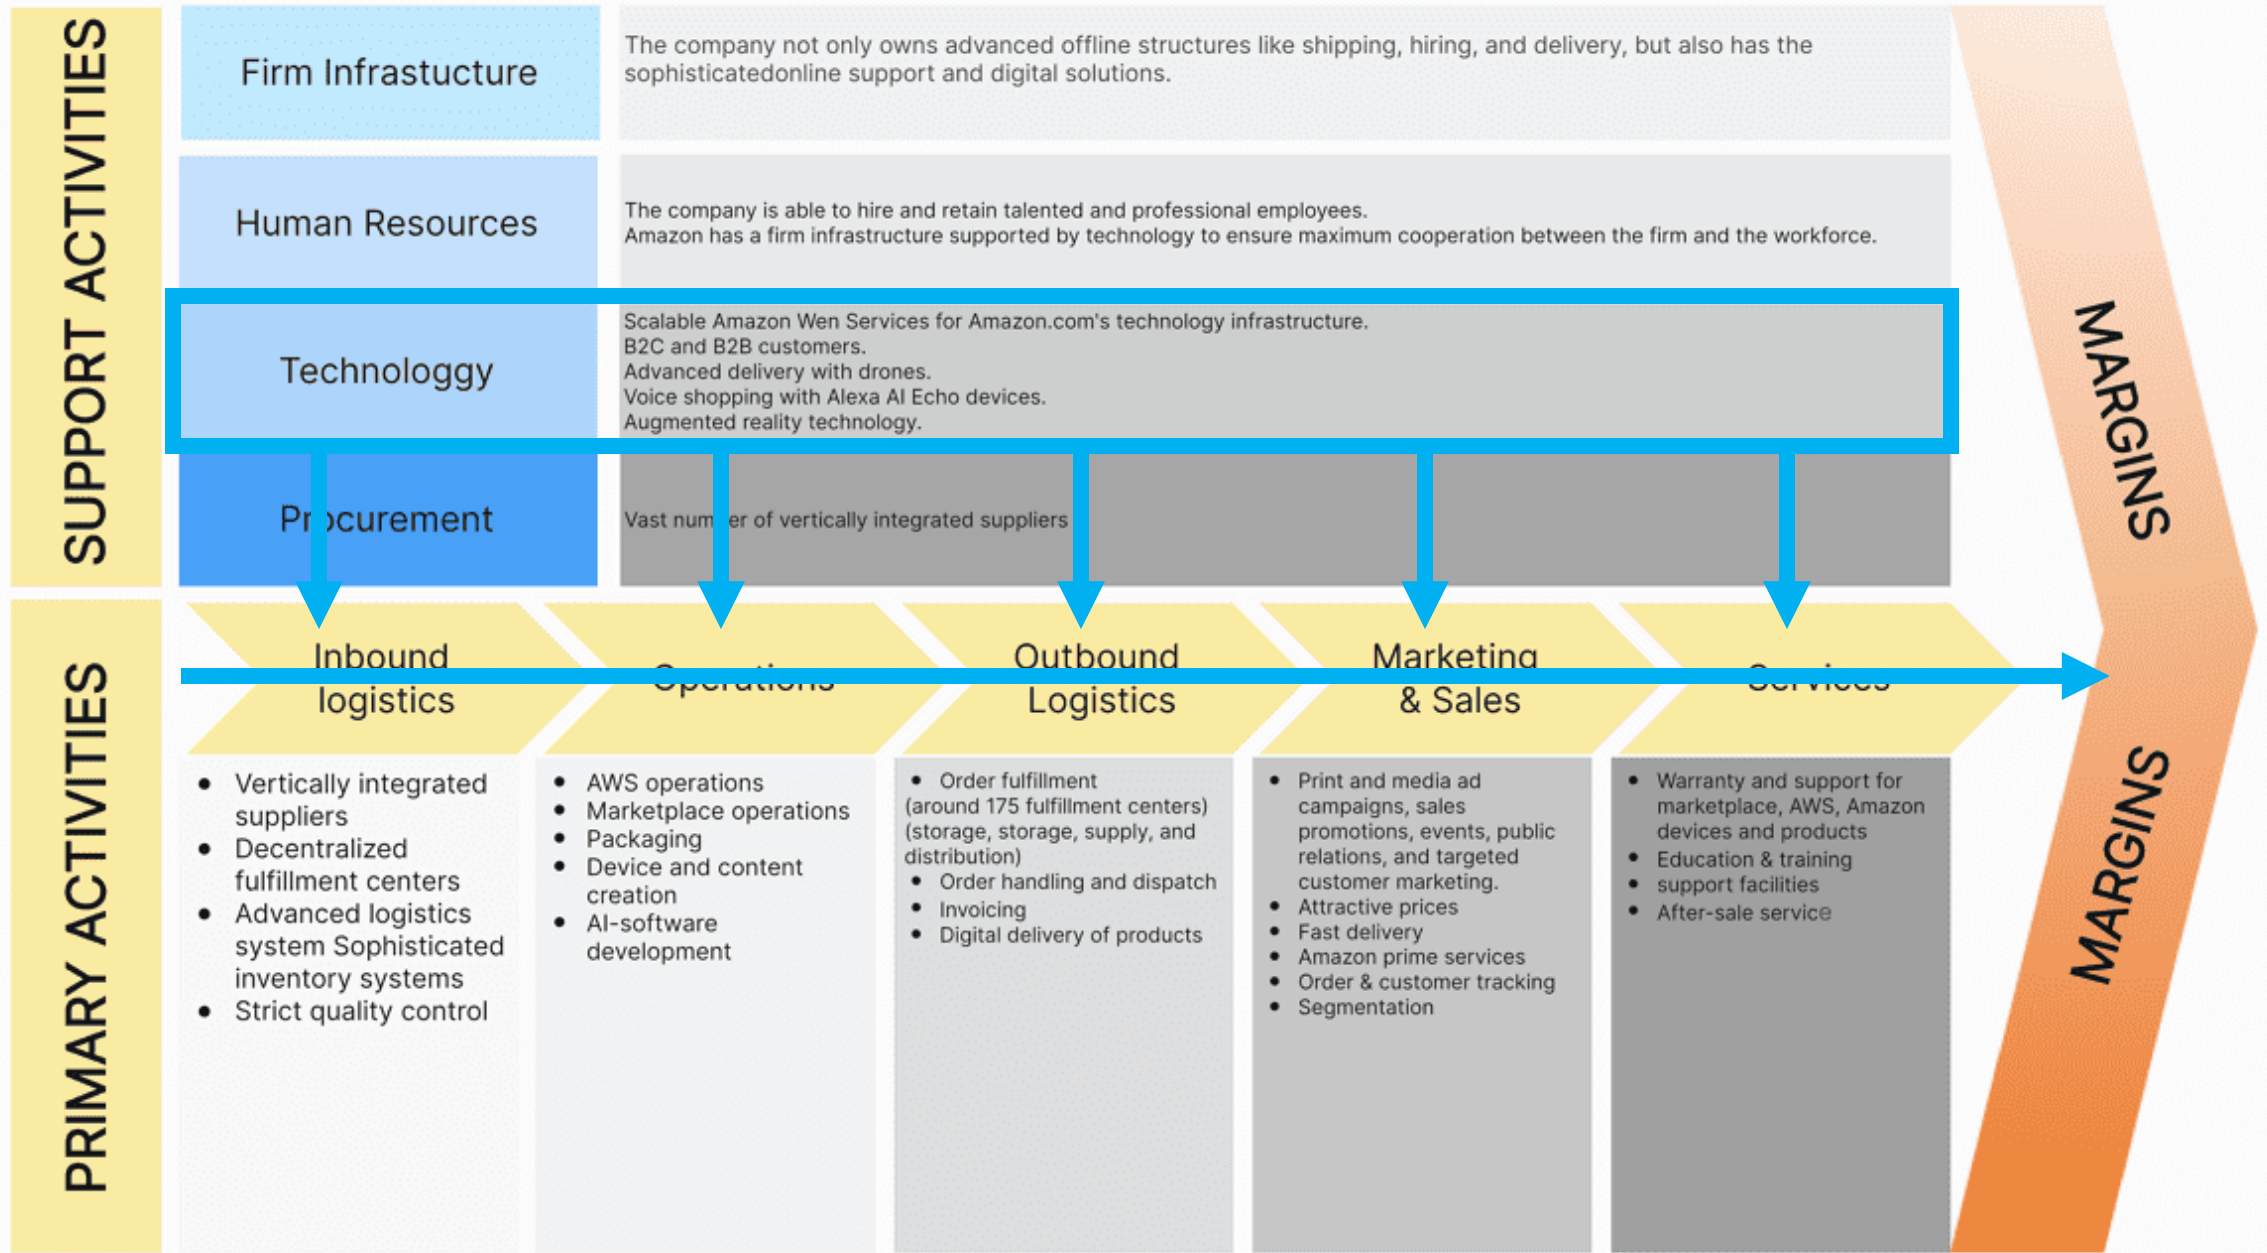 SUPPORT ACTIVITIES
Firm Infrastucture
The company not only owns advanced offline structures like shipping, hiring, and delivery, but also has the
sophisticatedonline support and digital solutions.
Human Resources
The company is able to hire and retain talented and professional employees.
Amazon has a firm infrastructure supported by technology to ensure maximum cooperation between the firm and the workforce.
Technologgy
Scalable Amazon Wen Services for Amazon.com's technology infrastructure.
B2C and B2B customers.
Advanced delivery with drones.
Voice shopping with Alexa AI Echo devices.
Augmented reality technology.
Procurement
Vast number of vertically integrated suppliers
MARGINS
PRIMARY ACTIVITIES
Inbound
logistics
Operations
Outbound
Logistics
Marketing
& Sales
Services
• Vertically integrated
suppliers
• Decentralized
fulfillment centers
• Advanced logistics
system Sophisticated
inventory systems
• Strict quality control
• AWS operations
• Marketplace operations
• Packaging
• Device and content
creation
• AI-software
development
• Order fulfillment
(around 175 fulfillment centers)
(storage, storage, supply, and
distribution)
• Order handling and dispatch
• Invoicing
• Digital delivery of products
• Print and media ad
campaigns, sales
promotions, events, public
relations, and targeted
customer marketing.
• Attractive prices
• Fast delivery
• Amazon prime services
• Order & customer tracking
• Segmentation
• Warranty and support for
marketplace, AWS, Amazon
devices and products
• Education & training
• support facilities
• After-sale service
MARGINS